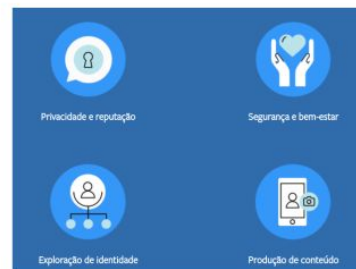 Privacidade e reputação
Segurança e bem-estar
Exploração de identidade
Produção de conteúdo